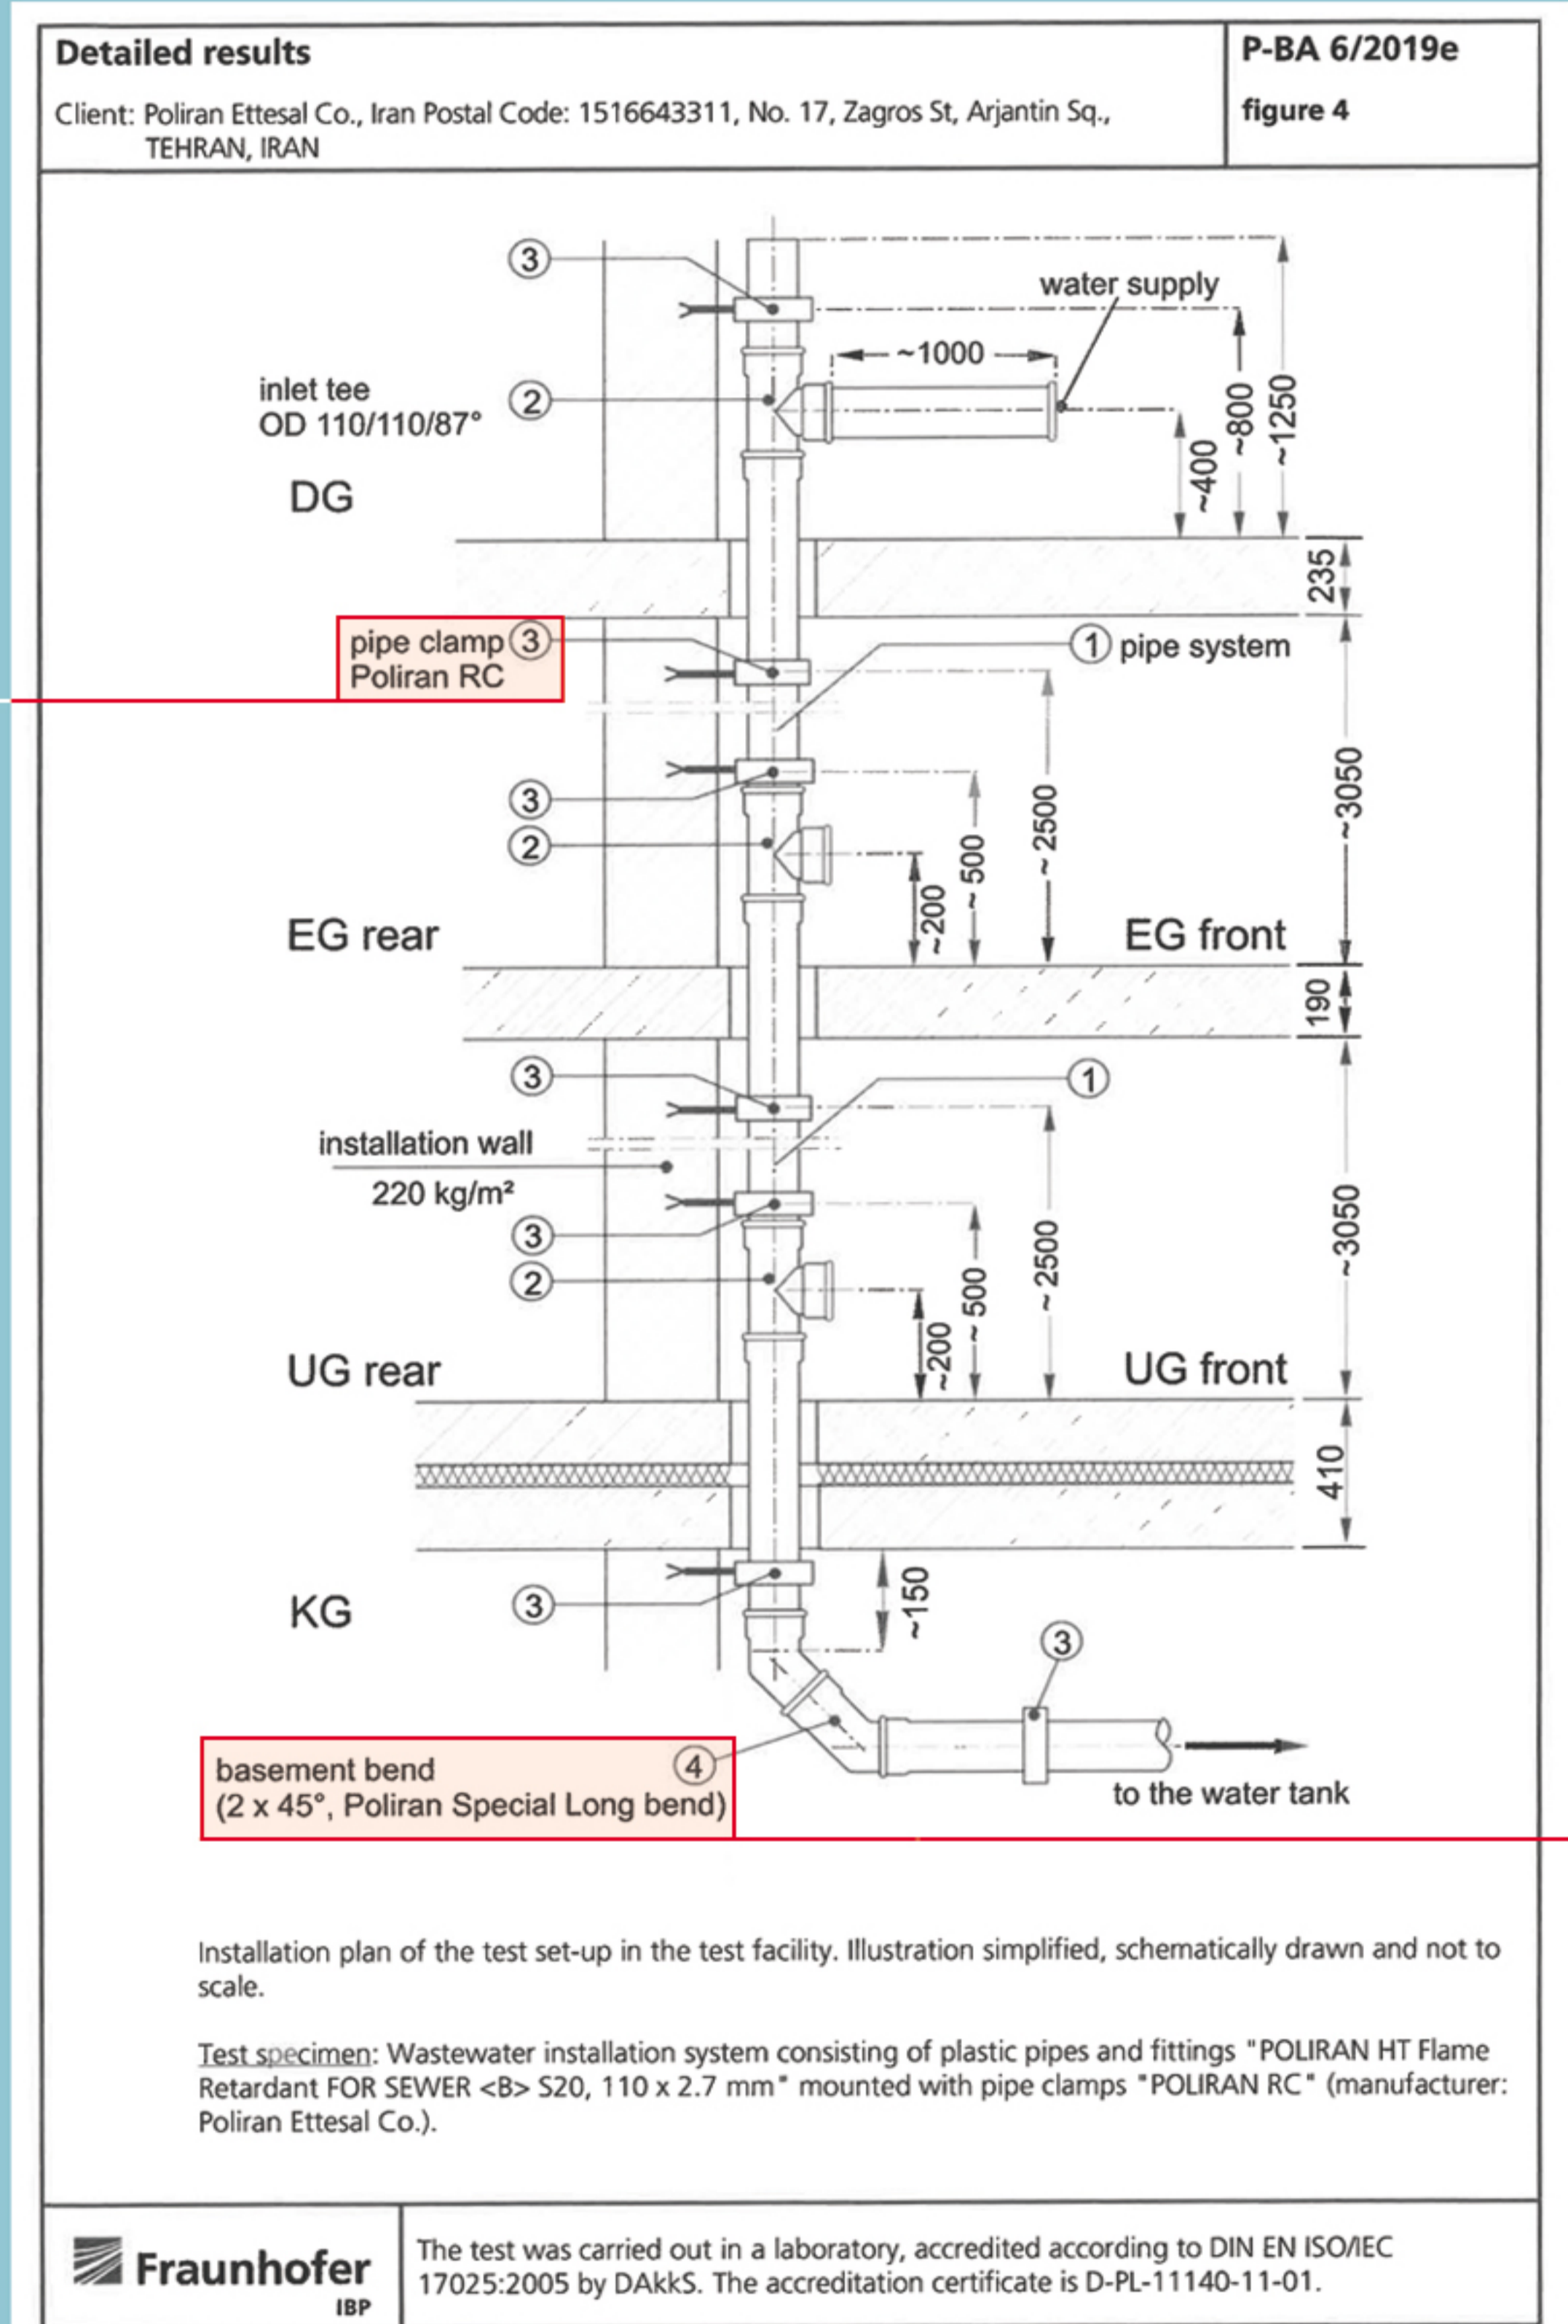 Detailed results
P-BA 6/2019e
Client: Poliran Ettesal Co., Iran Postal Code: 1516643311, No. 17, Zagros St, Arjantin Sq.,
TEHRAN, IRAN
figure 4
3
water supply
~1000
inlet tee
OD 110/110/87°
2
~400
~800
~1250
DG
235
pipe clamp 3
Poliran RC
1 pipe system
3
2
~200
~500
~2500
~3050
EG rear
EG front
190
3
1
installation wall
220 kg/m²
3
2
~200
~500
~2500
~3050
UG rear
UG front
410
KG
3
~150
3
basement bend 4
(2 x 45°, Poliran Special Long bend)
to the water tank
Installation plan of the test set-up in the test facility. Illustration simplified, schematically drawn and not to
scale.
Test specimen: Wastewater installation system consisting of plastic pipes and fittings "POLIRAN HT Flame
Retardant FOR SEWER <B> S20, 110 x 2.7 mm" mounted with pipe clamps "POLIRAN RC" (manufacturer:
Poliran Ettesal Co.).
Fraunhofer
IBP
The test was carried out in a laboratory, accredited according to DIN EN ISO/IEC
17025:2005 by DAkkS. The accreditation certificate is D-PL-11140-11-01.